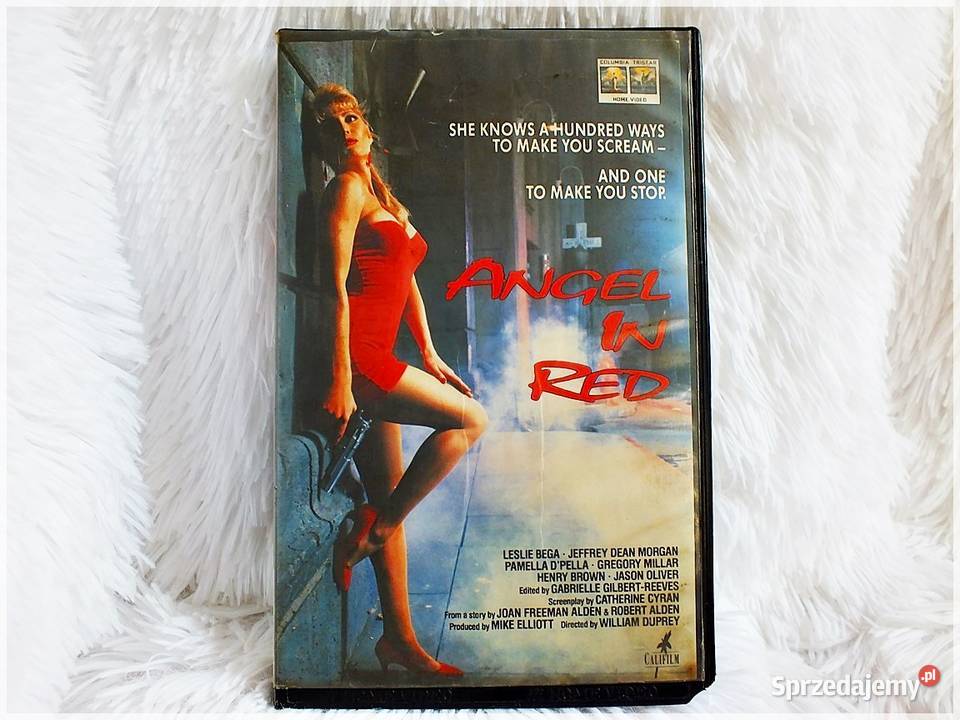 COLUMBIA TRISTAR
HOME VIDEO
SHE KNOWS A HUNDRED WAYS
TO MAKE YOU SCREAM –
AND ONE
TO MAKE YOU STOP.
ANGEL
IN
RED
LESLIE BEGA · JEFFREY DEAN MORGAN
PAMELLA D'PELLA · GREGORY MILLAR
HENRY BROWN · JASON OLIVER
Edited by GABRIELLE GILBERT-REEVES
Screenplay by CATHERINE CYRAN
From a story by JOAN FREEMAN ALDEN & ROBERT ALDEN
Produced by MIKE ELLIOTT Directed by WILLIAM DUPREY
CALIFILM
Sprzedajemy.pl